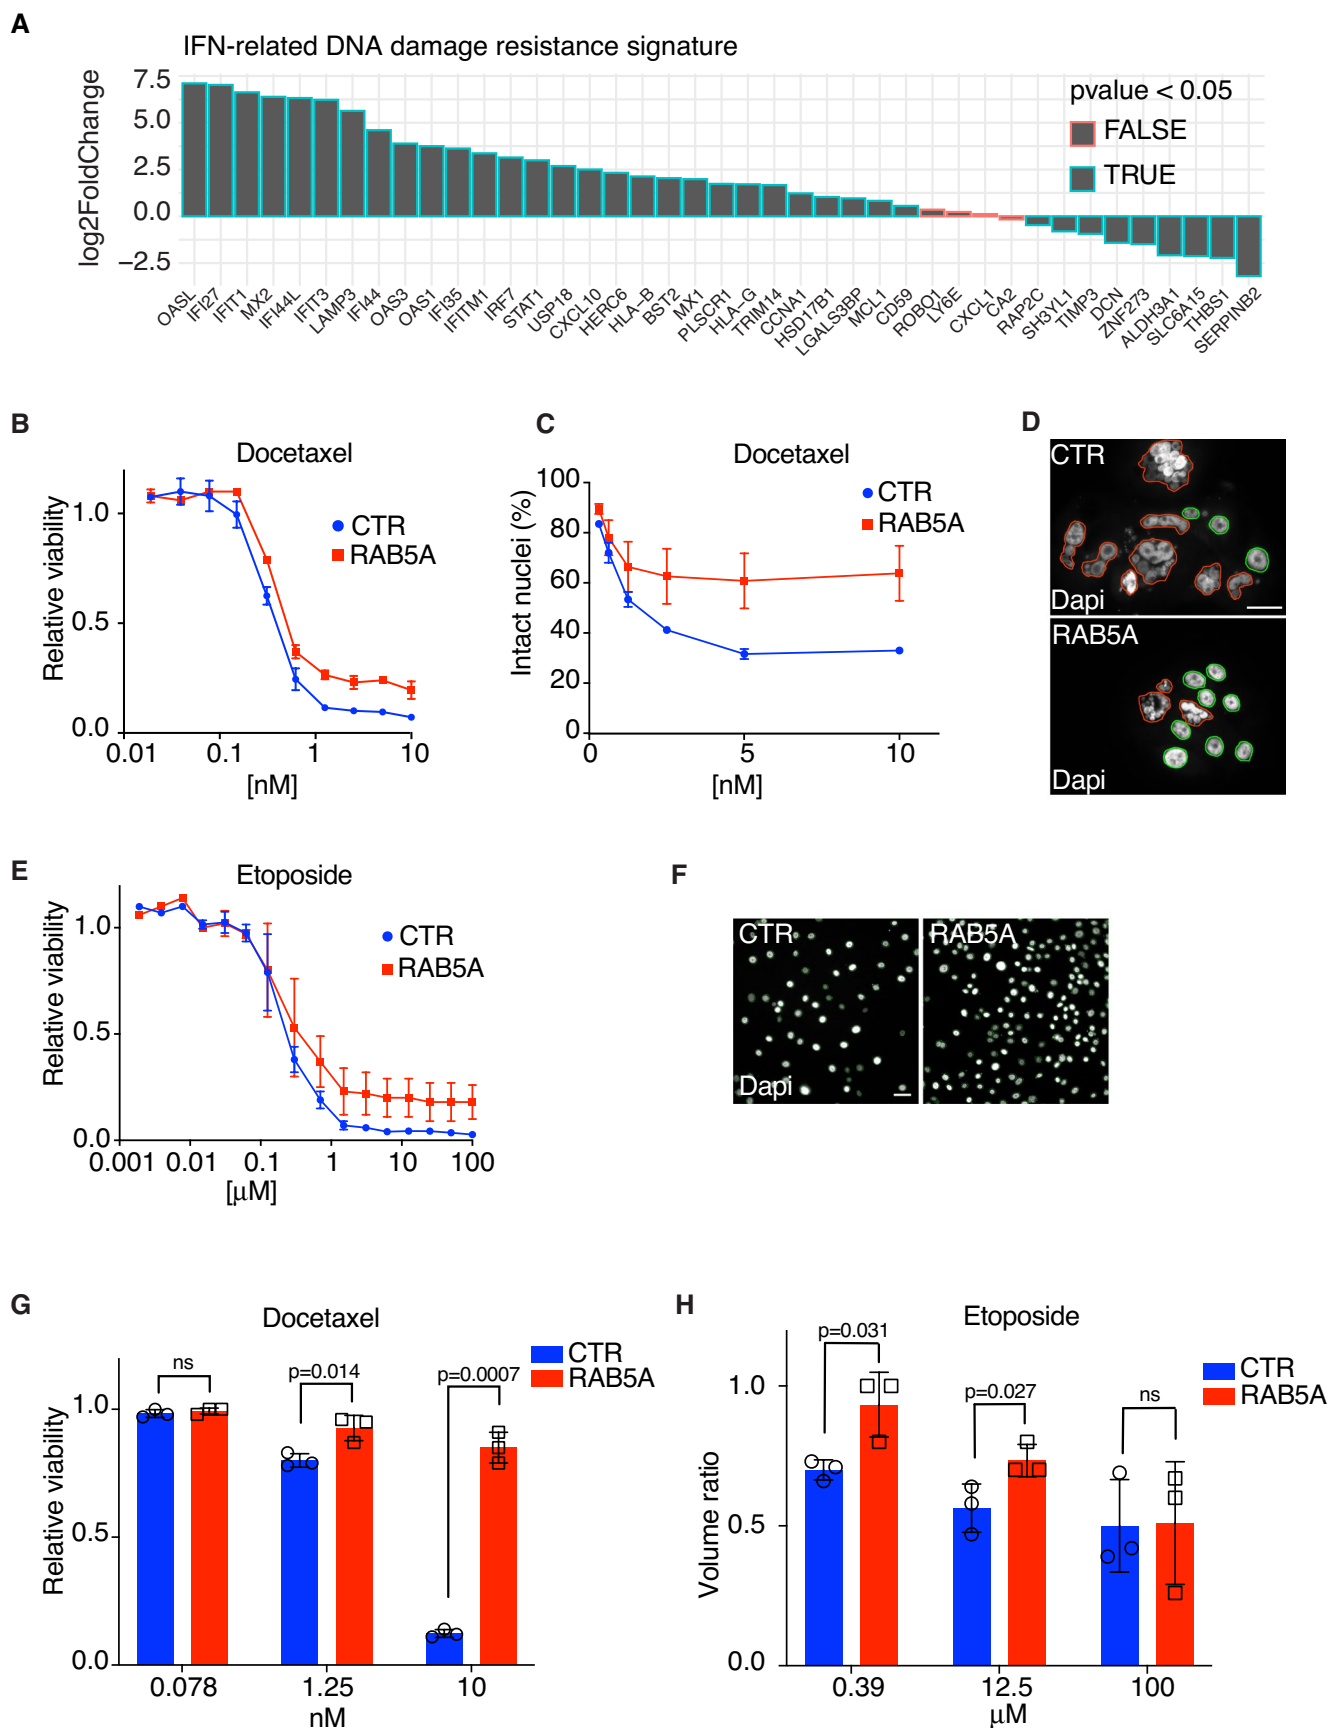 A
IFN-related DNA damage resistance signature
log2FoldChange
7.5
5.0
2.5
0.0
−2.5
pvalue < 0.05
FALSE
TRUE
OASL
IFI27
IFIT1
MX2
IFI44L
IFIT3
LAMP3
IFI44
OAS3
OAS1
IFI35
IFITM1
IRF7
STAT1
USP18
CXCL10
HERC6
HLA-B
BST2
MX1
PLSCR1
HLA-G
TRIM14
CCNA1
HSD17B1
LGALS3BP
MCL1
CD59
ROBO1
LY6E
CXCL1
CA2
RAP2C
SH3YL1
TIMP3
DCN
ZNF273
ALDH3A1
SLC6A15
THBS1
SERPINB2
B
Docetaxel
Relative viability
1.0
0.5
0.0
CTR
RAB5A
0.01 0.1 1 10
[nM]
C
Docetaxel
Intact nuclei (%)
100
80
60
40
20
0
CTR
RAB5A
0 5 10
[nM]
D
CTR
Dapi
RAB5A
Dapi
E
Etoposide
Relative viability
1.0
0.5
0.0
CTR
RAB5A
0.001 0.01 0.1 1 10 100
[μM]
F
CTR
Dapi
RAB5A
G
Docetaxel
Relative viability
1.0
0.5
0.0
ns
p=0.014
p=0.0007
CTR
RAB5A
0.078 1.25 10
nM
H
Etoposide
Volume ratio
1.0
0.5
0.0
p=0.031
p=0.027
ns
CTR
RAB5A
0.39 12.5 100
μM